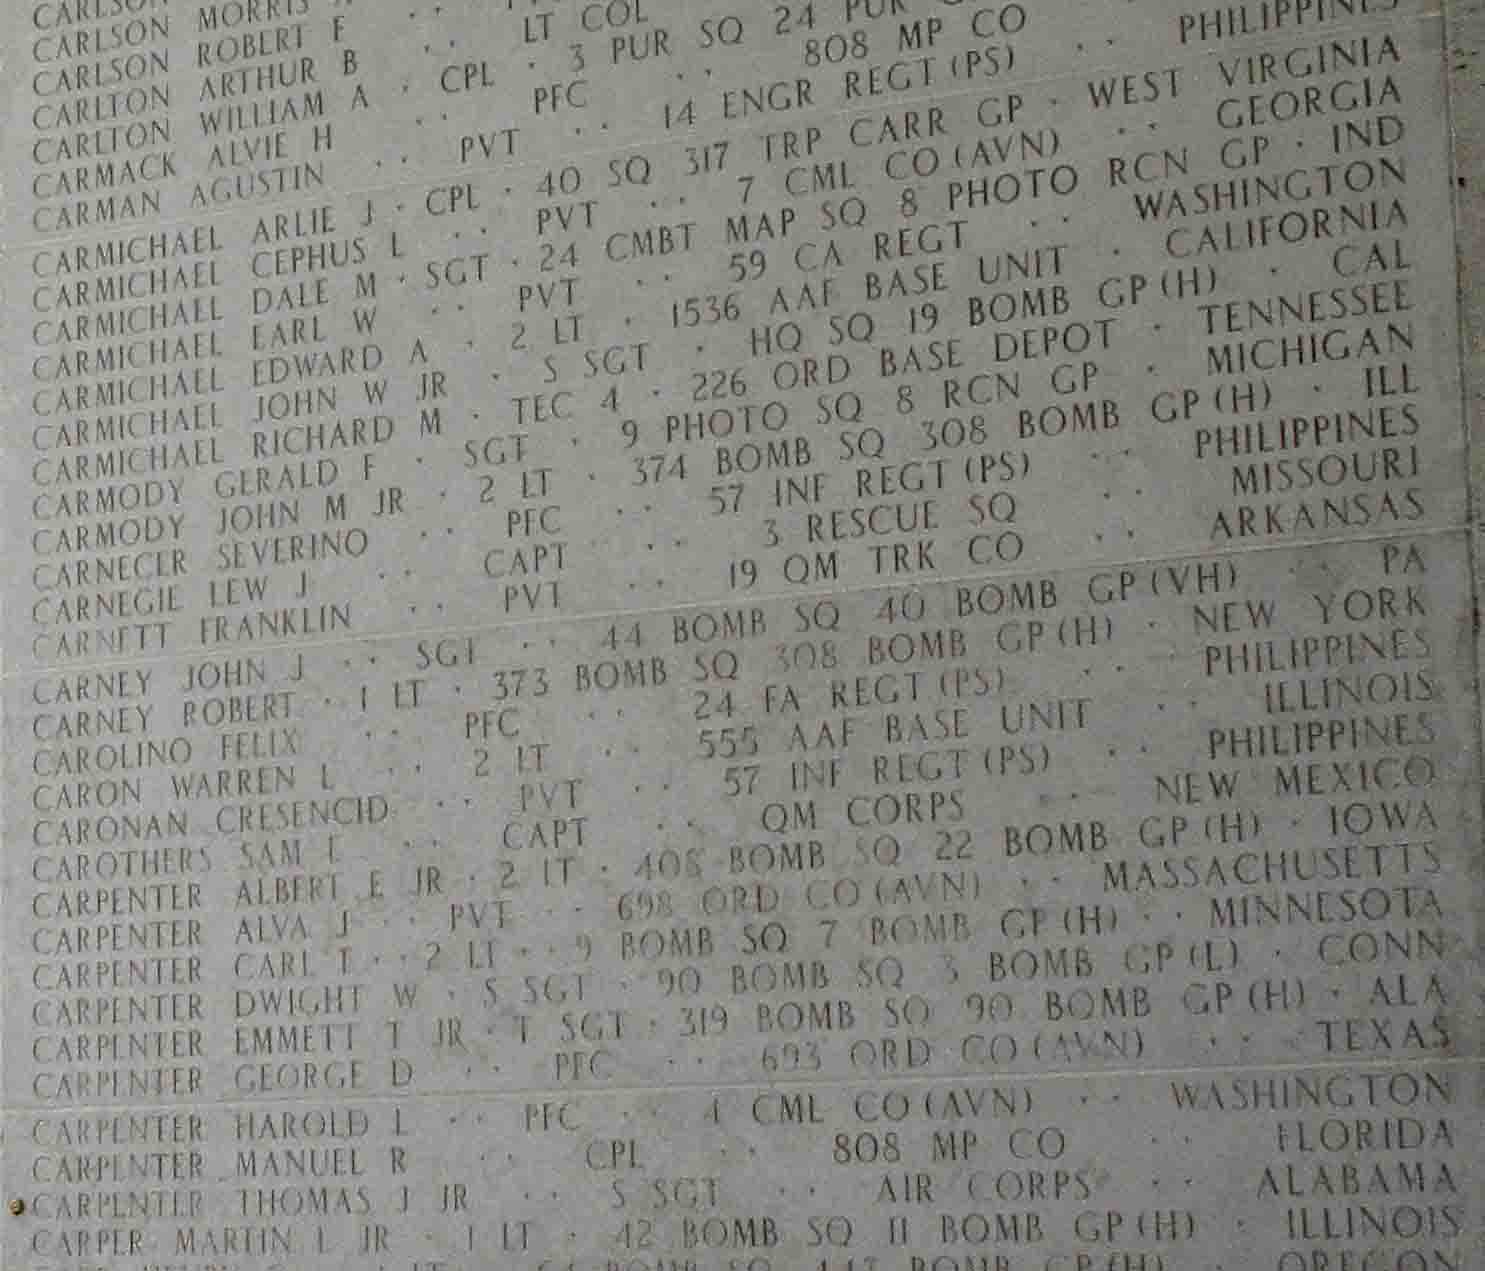 CARLSON
CARLSON MORRIS
CARLSON ROBERT F
CARLTON ARTHUR B · · LT COL
CARLTON WILLIAM A · CPL · 3 PUR SQ 24 PUR
CARMACK ALVIE H · · PFC · · 808 MP CO
CARMAN AGUSTIN · · PVT · · 14 ENGR REGT (PS) · · PHILIPPINES
CARMICHAEL ARLIE J · CPL · 40 SQ 317 TRP CARR GP · WEST VIRGINIA
CARMICHAEL CEPHUS L · · PVT · · 7 CML CO (AVN) · · GEORGIA
CARMICHAEL DALE M · SGT · 24 CMBT MAP SQ 8 PHOTO RCN GP · IND
CARMICHAEL EARL W · · PVT · · 59 CA REGT · · WASHINGTON
CARMICHAEL EDWARD A · 2 LT · 1536 AAF BASE UNIT · CALIFORNIA
CARMICHAEL JOHN W JR · S SGT · HQ SQ 19 BOMB GP (H) · CAL
CARMICHAEL RICHARD M · TEC 4 · 226 ORD BASE DEPOT · TENNESSEE
CARMODY GERALD F · SGT · 9 PHOTO SQ 8 RCN GP · MICHIGAN
CARMODY JOHN M JR · 2 LT · 374 BOMB SQ 308 BOMB GP (H) · ILL
CARNECER SEVERINO · · PFC · · 57 INF REGT (PS) · · PHILIPPINES
CARNEGIE LEW J · · CAPT · · 3 RESCUE SQ · · MISSOURI
CARNETT FRANKLIN · · PVT · · 19 QM TRK CO · · ARKANSAS
CARNEY JOHN J · · SGT · · 44 BOMB SQ 40 BOMB GP (VH) · · PA
CARNEY ROBERT · 1 LT · 373 BOMB SQ 308 BOMB GP (H) · NEW YORK
CAROLINO FELIX · · PFC · · 24 FA REGT (PS) · · PHILIPPINES
CARON WARREN L · · 2 LT · · 555 AAF BASE UNIT · · ILLINOIS
CARONAN CRESENCID · · PVT · · 57 INF REGT (PS) · · PHILIPPINES
CAROTHERS SAM L · · CAPT · · QM CORPS · · NEW MEXICO
CARPENTER ALBERT E JR · 2 LT · 408 BOMB SQ 22 BOMB GP (H) · IOWA
CARPENTER ALVA J · · PVT · · 698 ORD CO (AVN) · · MASSACHUSETTS
CARPENTER CARL T · · 2 LT · · 9 BOMB SQ 7 BOMB GP (H) · · MINNESOTA
CARPENTER DWIGHT W · S SGT · 90 BOMB SQ 3 BOMB GP (L) · CONN
CARPENTER EMMETT T JR · T SGT · 319 BOMB SQ 90 BOMB GP (H) · ALA
CARPENTER GEORGE D · · PFC · · 693 ORD CO (AVN) · · TEXAS
CARPENTER HAROLD L · · PFC · · 4 CML CO (AVN) · · WASHINGTON
CARPENTER MANUEL R · · CPL · · 808 MP CO · · FLORIDA
CARPENTER THOMAS J JR · · S SGT · · AIR CORPS · · ALABAMA
CARPER MARTIN L JR · 1 LT · 42 BOMB SQ 11 BOMB GP (H) · ILLINOIS
BOMB SQ BOMB GP (H) OREGON